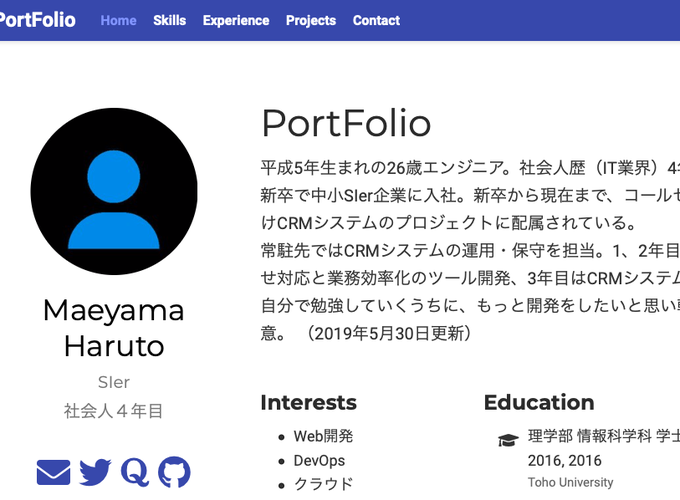 PortFolio Home Skills Experience Projects Contact
PortFolio
平成5年生まれの26歳エンジニア。社会人歴（IT業界）4年
新卒で中小SIer企業に入社。新卒から現在まで、コールセ
けCRMシステムのプロジェクトに配属されている。
常駐先ではCRMシステムの運用・保守を担当。1、2年目
せ対応と業務効率化のツール開発、3年目はCRMシステム
自分で勉強していくうちに、もっと開発をしたいと思い転
意。 （2019年5月30日更新）
Maeyama
Haruto
SIer
社会人４年目
Interests
Web開発
DevOps
クラウド
Education
理学部 情報科学科 学士
2016, 2016
Toho University